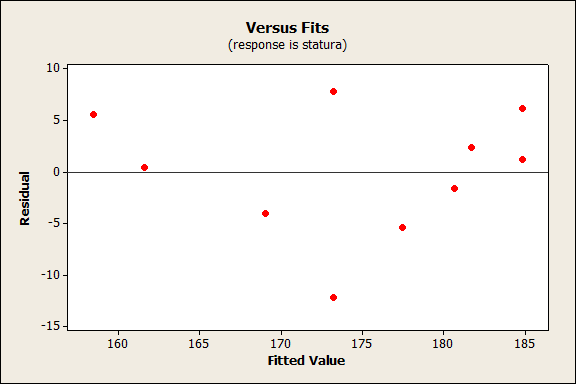 Versus Fits
(response is statura)
10
5
0
-5
-10
-15
Residual
160 165 170 175 180 185
Fitted Value